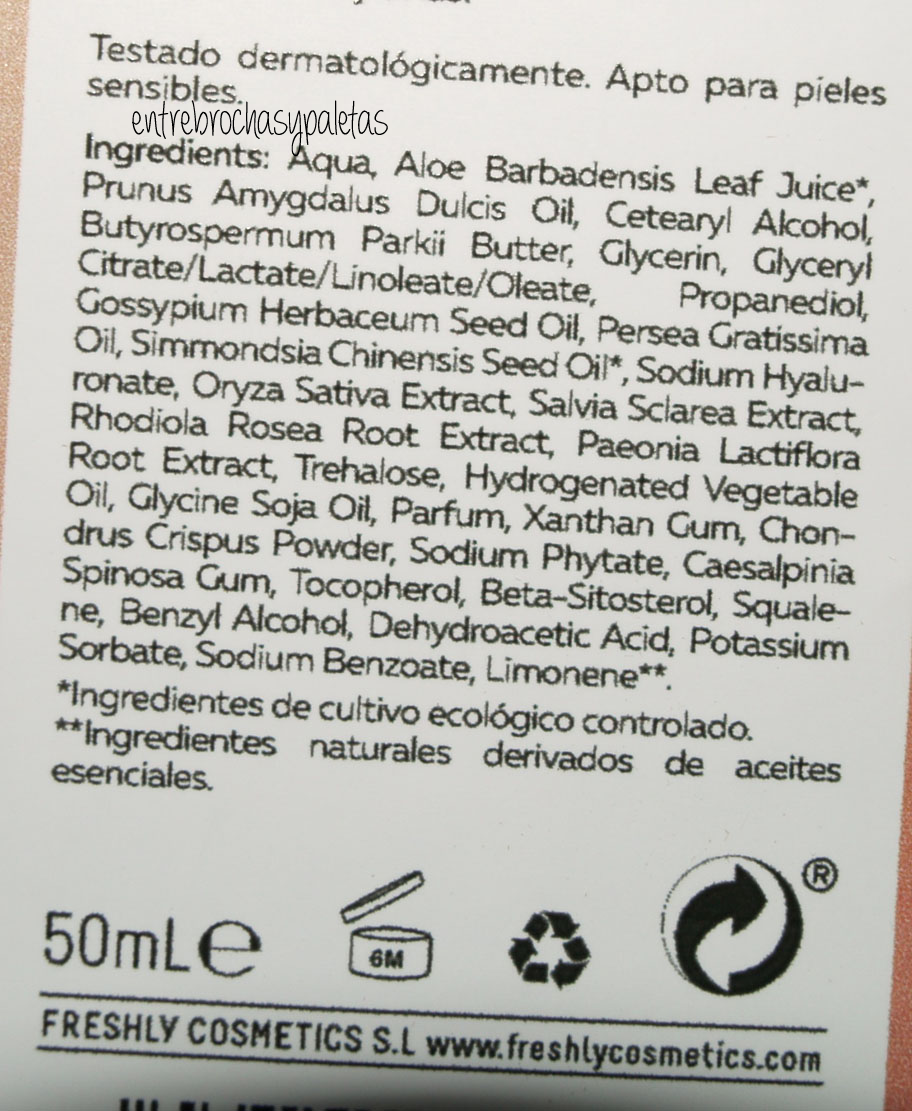 Testado dermatológicamente. Apto para pieles
sensibles.
entrebrochasypaletas
Ingredients: Aqua, Aloe Barbadensis Leaf Juice*,
Prunus Amygdalus Dulcis Oil, Cetearyl Alcohol,
Butyrospermum Parkii Butter, Glycerin, Glyceryl
Citrate/Lactate/Linoleate/Oleate, Propanediol,
Gossypium Herbaceum Seed Oil, Persea Gratissima
Oil, Simmondsia Chinensis Seed Oil*, Sodium Hyalu-
ronate, Oryza Sativa Extract, Salvia Sclarea Extract,
Rhodiola Rosea Root Extract, Paeonia Lactiflora
Root Extract, Trehalose, Hydrogenated Vegetable
Oil, Glycine Soja Oil, Parfum, Xanthan Gum, Chon-
drus Crispus Powder, Sodium Phytate, Caesalpinia
Spinosa Gum, Tocopherol, Beta-Sitosterol, Squale-
ne, Benzyl Alcohol, Dehydroacetic Acid, Potassium
Sorbate, Sodium Benzoate, Limonene**.
*Ingredientes de cultivo ecológico controlado.
**Ingredientes naturales derivados de aceites
esenciales.
50mL e 6M ®
FRESHLY COSMETICS S.L www.freshlycosmetics.com